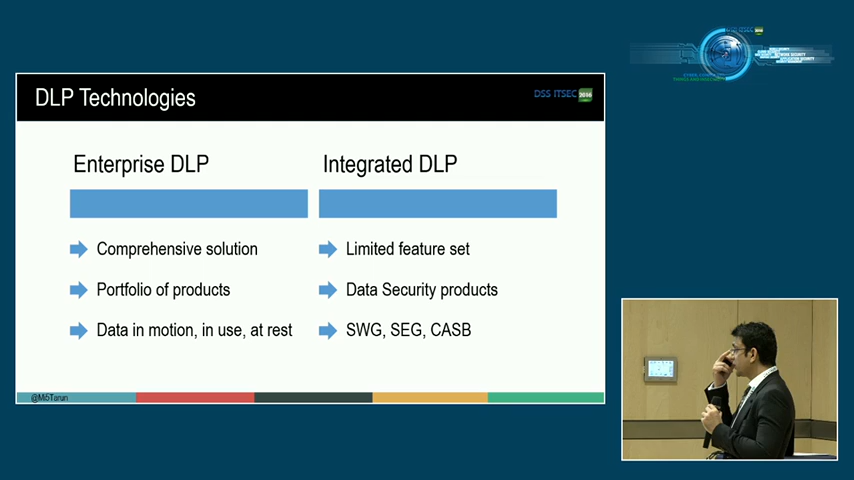 DLP Technologies
DSS ITSEC 2016
Enterprise DLP
Integrated DLP
Comprehensive solution
Limited feature set
Portfolio of products
Data Security products
Data in motion, in use, at rest
SWG, SEG, CASB